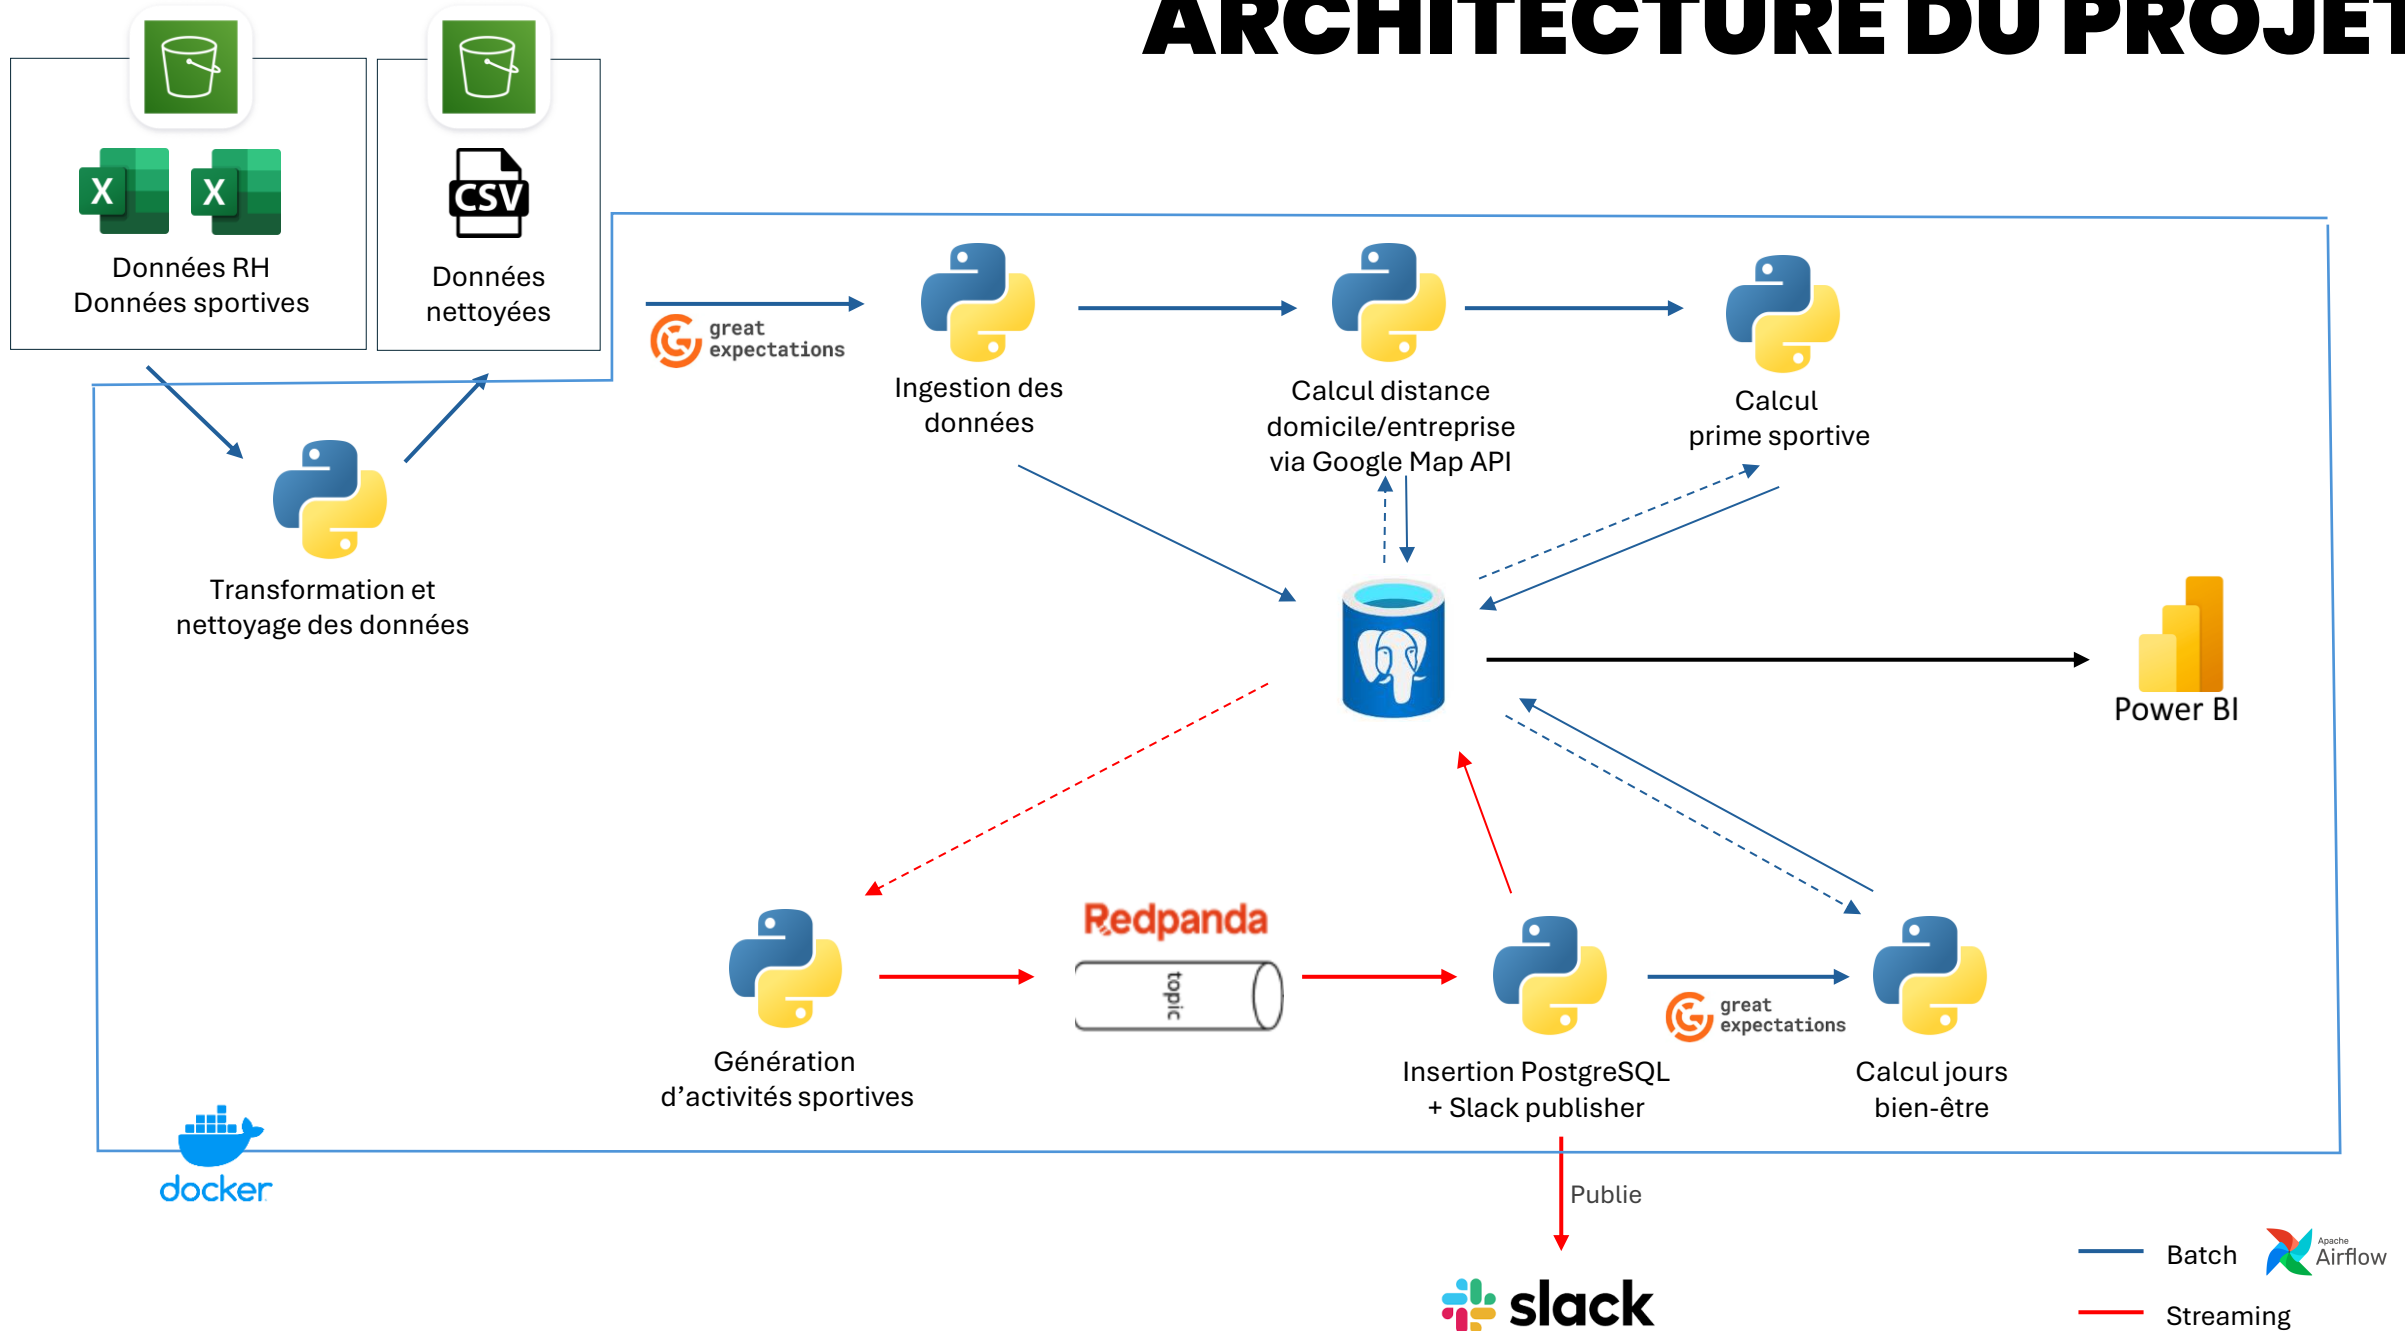 ARCHITECTURE DU PROJET
X
X
Données RH
Données sportives
CSV
Données
nettoyées
great
expectations
Ingestion des
données
Calcul distance
domicile/entreprise
via Google Map API
Calcul
prime sportive
Transformation et
nettoyage des données
Power BI
Redpanda
topic
Génération
d’activités sportives
Insertion PostgreSQL
+ Slack publisher
great
expectations
Calcul jours
bien-être
docker
Publie
slack
Batch
Apache
Airflow
Streaming